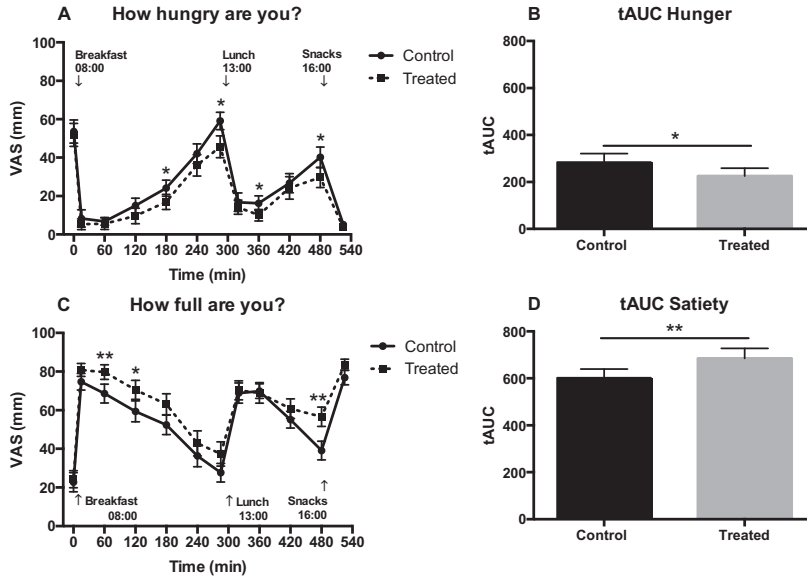 A How hungry are you?
VAS (mm)
100
80
60
40
20
0
Breakfast
08:00
↓
Lunch
13:00
↓
Snacks
16:00
↓
Control
Treated
*
*
*
*
0 60 120 180 240 300 360 420 480 540
Time (min)
B tAUC Hunger
tAUC
800
600
400
200
0
*
Control Treated
C How full are you?
VAS (mm)
100
80
60
40
20
0
**
*
**
Control
Treated
↑ Breakfast
08:00
↑ Lunch
13:00
Snacks ↑
16:00
0 60 120 180 240 300 360 420 480 540
Time (min)
D tAUC Satiety
tAUC
800
600
400
200
0
**
Control Treated